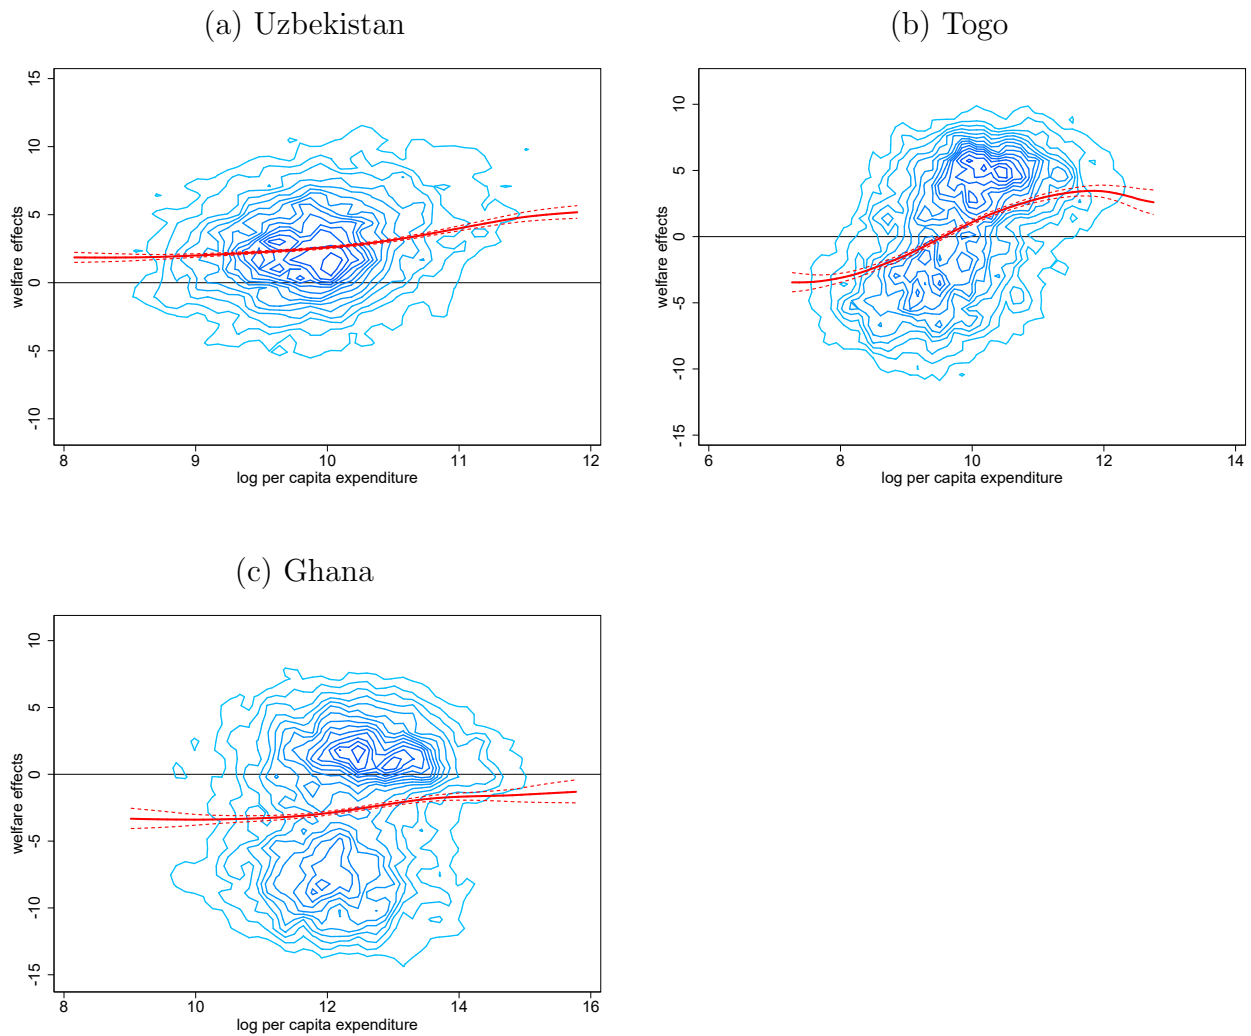 (a) Uzbekistan
15
10
5
0
-5
-10
welfare effects
8 9 10 11 12
log per capita expenditure
(b) Togo
10
5
0
-5
-10
-15
welfare effects
6 8 10 12 14
log per capita expenditure
(c) Ghana
10
5
0
-5
-10
-15
welfare effects
8 10 12 14 16
log per capita expenditure